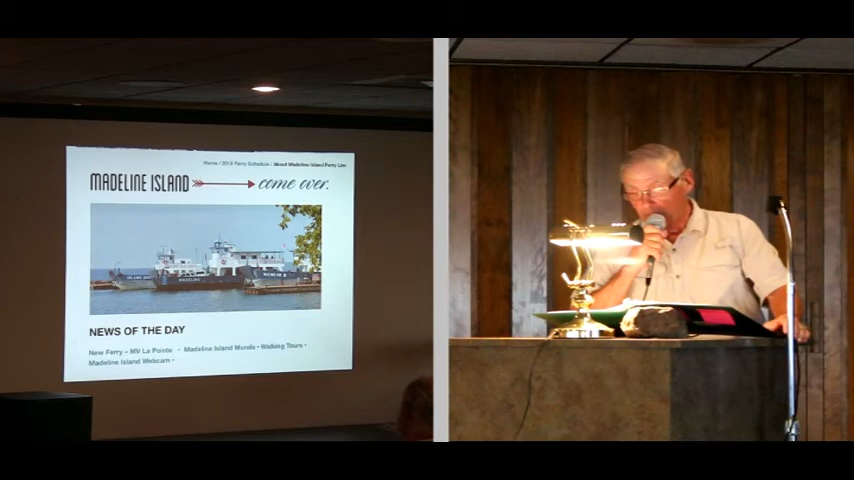 Home / 2018 Ferry Schedule / About Madeline Island Ferry Line
MADELINE ISLAND come over.
MADELINE
NEWS OF THE DAY
New Ferry – MV La Pointe • Madeline Island Murals • Walking Tours •
Madeline Island Webcam •